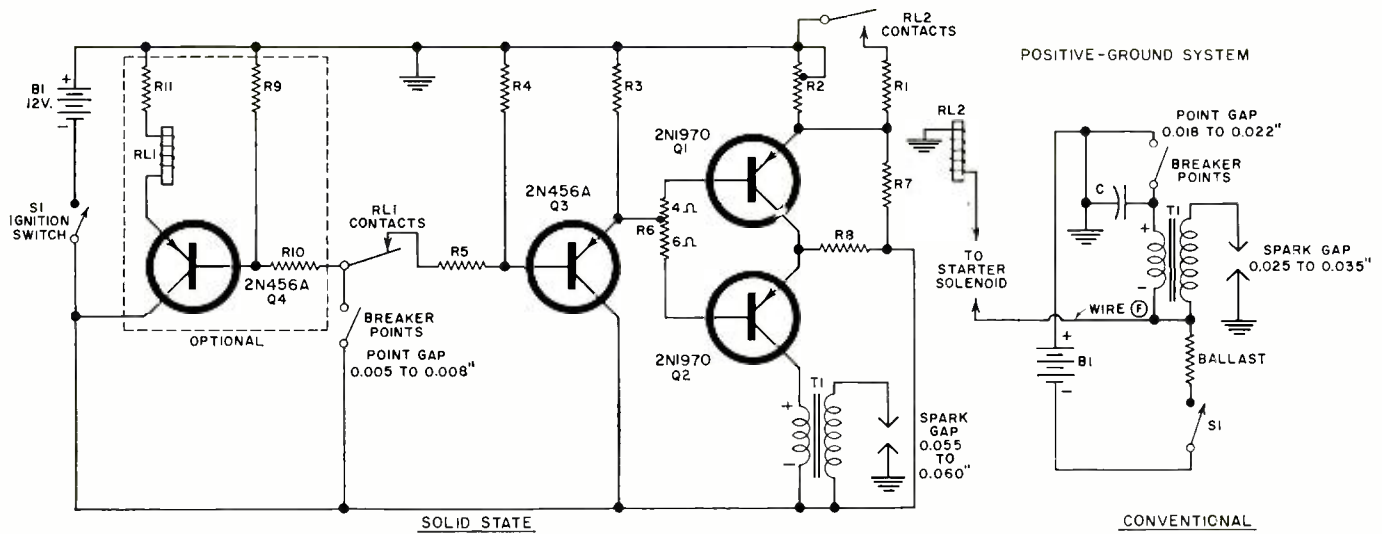 RL2
CONTACTS
POSITIVE-GROUND SYSTEM
+
B1
12V.
−
R11
R9
R4
R3
R2
R1
RL2
POINT GAP
0.018 TO 0.022"
BREAKER
POINTS
2N1970
Q1
RL1
2N456A
Q3
R7
C
T1
+
−
S1
IGNITION
SWITCH
RL1
CONTACTS
4Ω
R6
6Ω
R8
R5
R10
2N456A
Q4
TO
STARTER
SOLENOID
SPARK GAP
0.025 TO 0.035"
WIRE F
BREAKER
POINTS
OPTIONAL
POINT GAP
0.005 TO 0.008"
2N1970
Q2
+
B1
−
BALLAST
T1
+
−
SPARK
GAP
0.055
TO
0.060"
S1
SOLID STATE
CONVENTIONAL